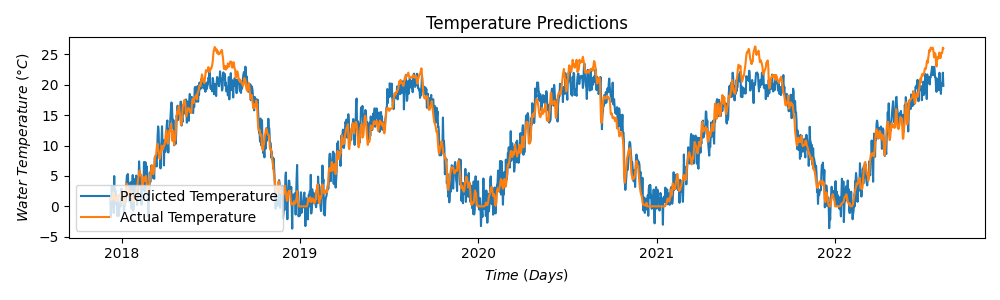 Temperature Predictions
Water Temperature (°C)
25
20
15
10
5
0
−5
Predicted Temperature
Actual Temperature
2018 2019 2020 2021 2022
Time (Days)